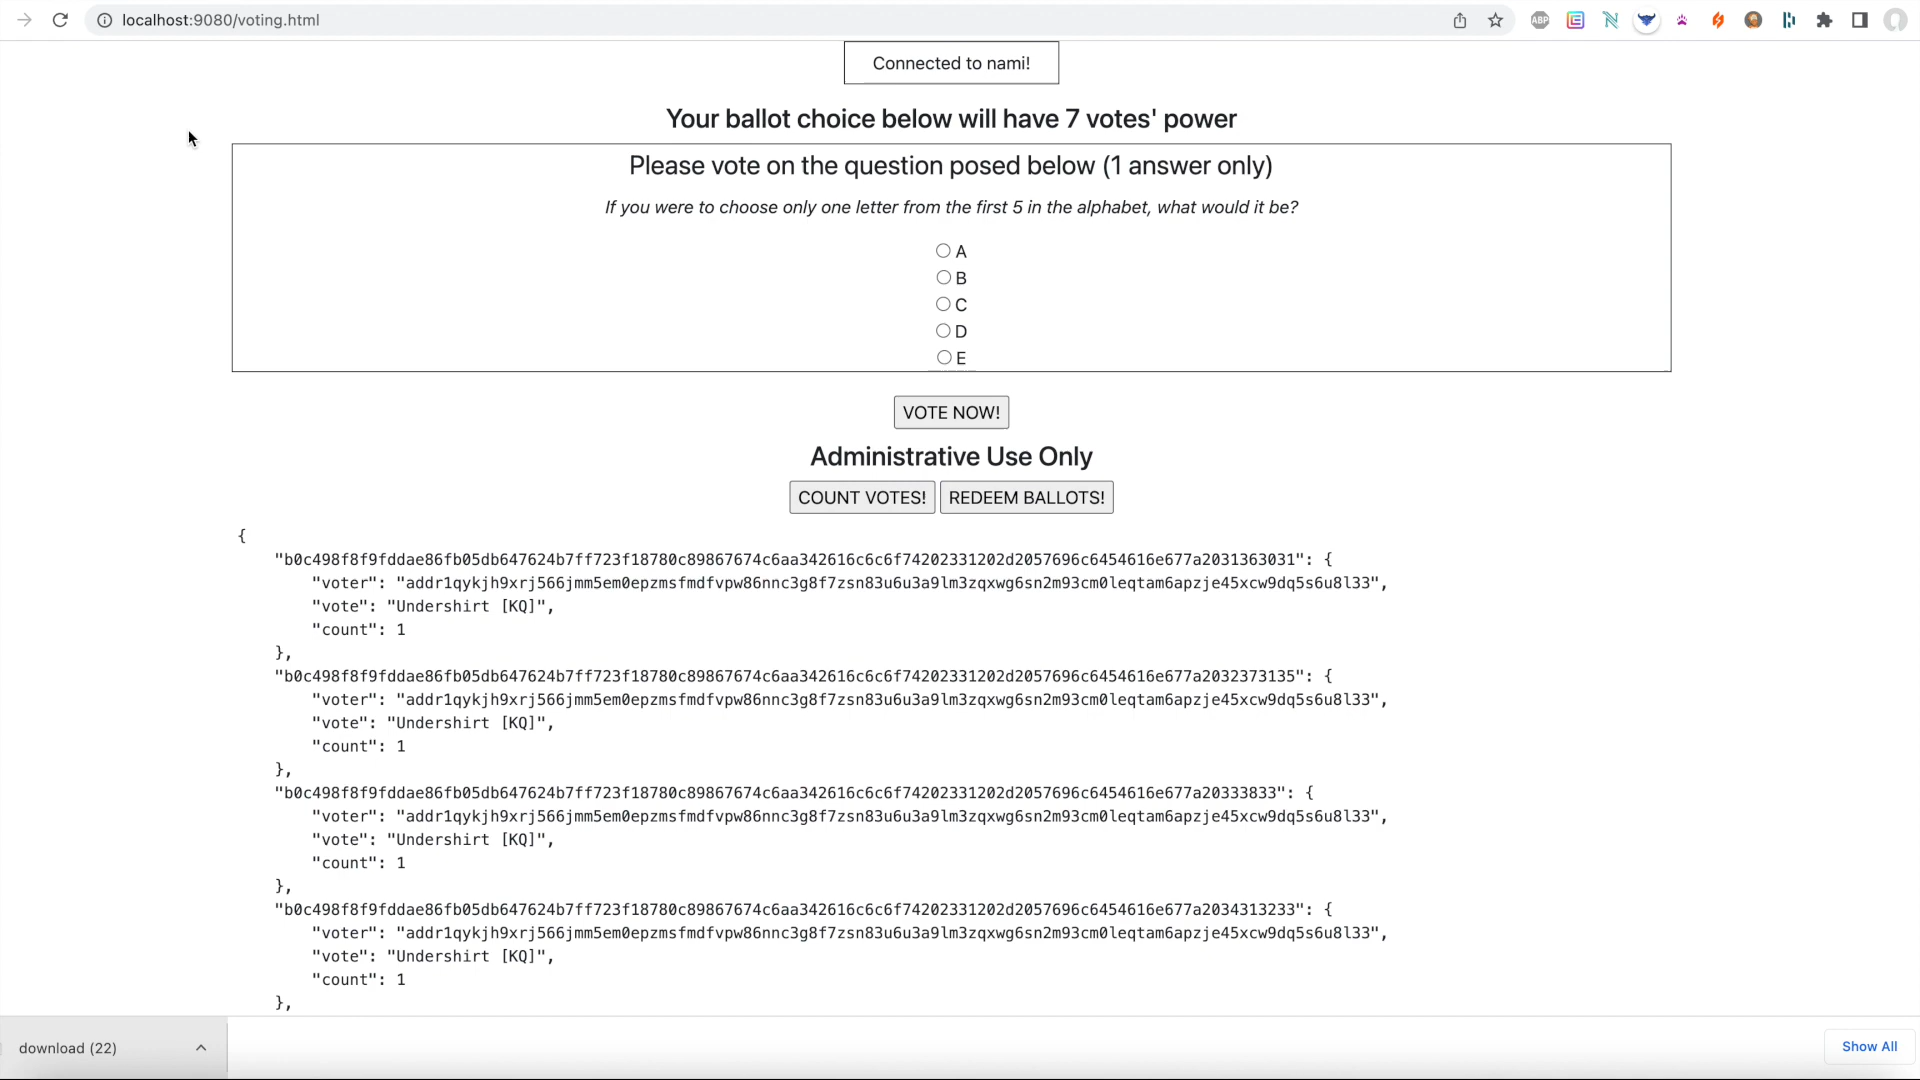 localhost:9080/voting.html
ABP
Connected to nami!
Your ballot choice below will have 7 votes' power
Please vote on the question posed below (1 answer only)
If you were to choose only one letter from the first 5 in the alphabet, what would it be?
A
B
C
D
E
VOTE NOW!
Administrative Use Only
COUNT VOTES! REDEEM BALLOTS!
{
"b0c498f8f9fddae86fb05db647624b7ff723f18780c89867674c6aa342616c6c6f74202331202d2057696c6454616e677a2031363031": {
"voter": "addr1qykjh9xrj566jmm5em0epzmsfmdfvpw86nnc3g8f7zsn83u6u3a9lm3zqxwg6sn2m93cm0leqtam6apzje45xcw9dq5s6u8l33",
"vote": "Undershirt [KQ]",
"count": 1
},
"b0c498f8f9fddae86fb05db647624b7ff723f18780c89867674c6aa342616c6c6f74202331202d2057696c6454616e677a2032373135": {
"voter": "addr1qykjh9xrj566jmm5em0epzmsfmdfvpw86nnc3g8f7zsn83u6u3a9lm3zqxwg6sn2m93cm0leqtam6apzje45xcw9dq5s6u8l33",
"vote": "Undershirt [KQ]",
"count": 1
},
"b0c498f8f9fddae86fb05db647624b7ff723f18780c89867674c6aa342616c6c6f74202331202d2057696c6454616e677a20333833": {
"voter": "addr1qykjh9xrj566jmm5em0epzmsfmdfvpw86nnc3g8f7zsn83u6u3a9lm3zqxwg6sn2m93cm0leqtam6apzje45xcw9dq5s6u8l33",
"vote": "Undershirt [KQ]",
"count": 1
},
"b0c498f8f9fddae86fb05db647624b7ff723f18780c89867674c6aa342616c6c6f74202331202d2057696c6454616e677a2034313233": {
"voter": "addr1qykjh9xrj566jmm5em0epzmsfmdfvpw86nnc3g8f7zsn83u6u3a9lm3zqxwg6sn2m93cm0leqtam6apzje45xcw9dq5s6u8l33",
"vote": "Undershirt [KQ]",
"count": 1
},
download (22)
Show All